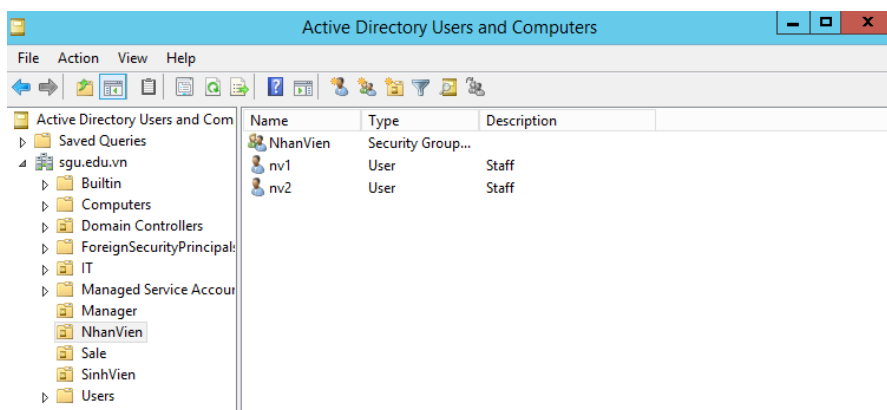 Active Directory Users and Computers
File Action View Help
Active Directory Users and Com
Saved Queries
sgu.edu.vn
Builtin
Computers
Domain Controllers
ForeignSecurityPrincipals
IT
Managed Service Accour
Manager
NhanVien
Sale
SinhVien
Users
Name Type Description
NhanVien Security Group...
nv1 User Staff
nv2 User Staff